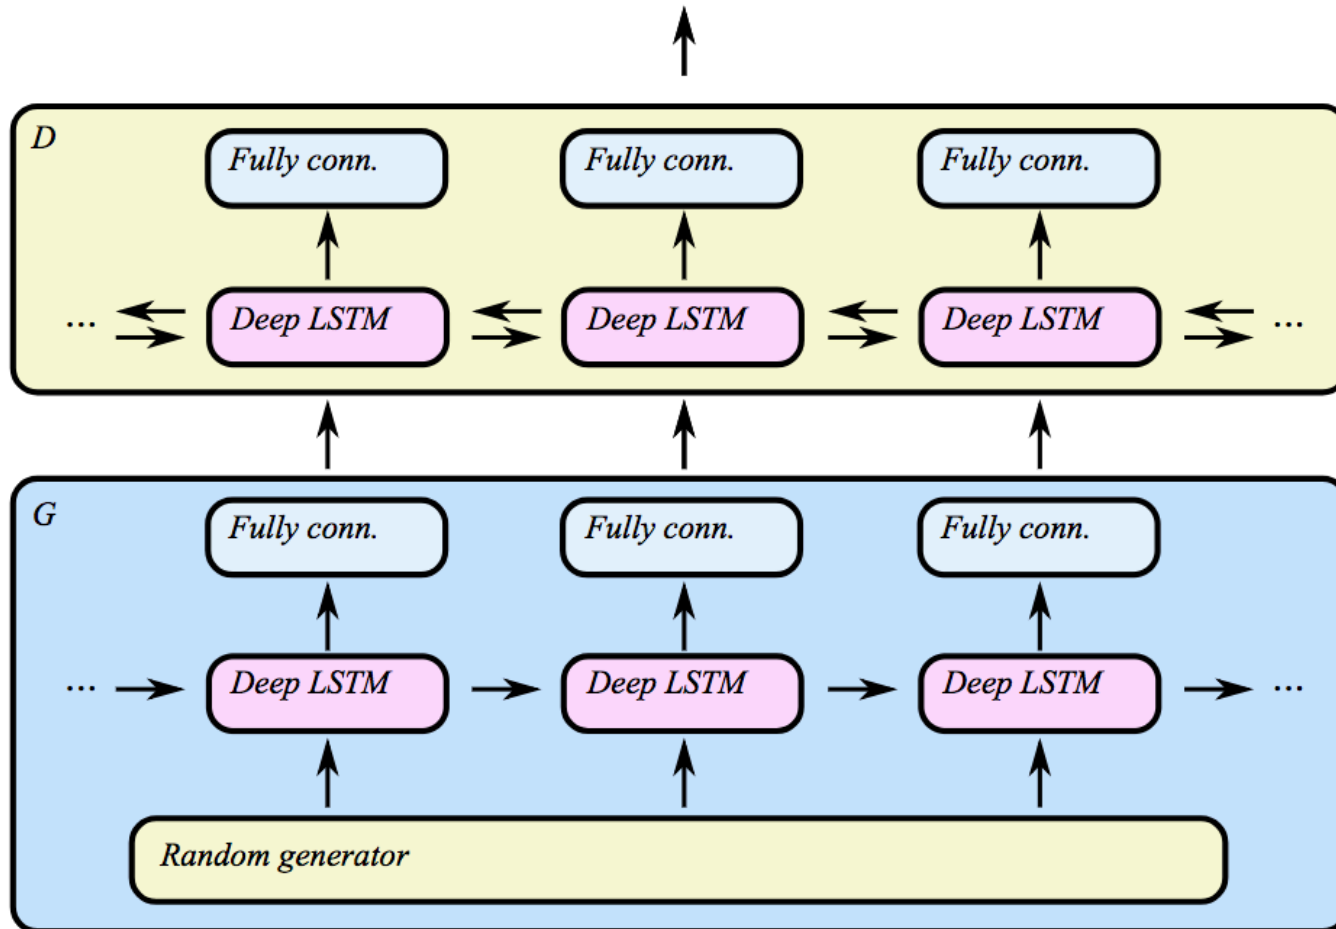 D
Fully conn. Fully conn. Fully conn.
... Deep LSTM Deep LSTM Deep LSTM ...
G
Fully conn. Fully conn. Fully conn.
... Deep LSTM Deep LSTM Deep LSTM ...
Random generator